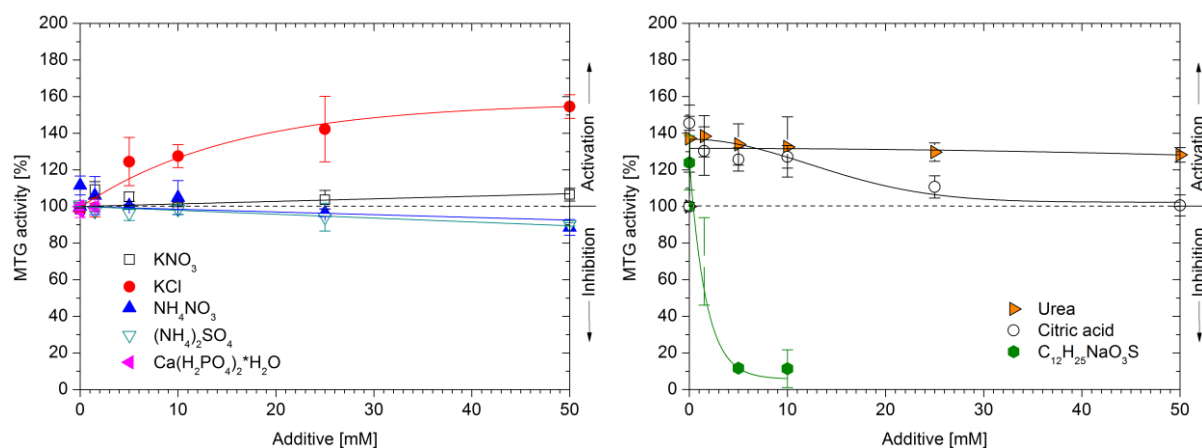 200
180
160
140
120
100
80
60
40
20
0
MTG activity [%]
KNO₃
KCl
NH₄NO₃
(NH₄)₂SO₄
Ca(H₂PO₄)₂*H₂O
0 10 20 30 40 50
Additive [mM]
Activation
Inhibition
200
180
160
140
120
100
80
60
40
20
0
MTG activity [%]
Urea
Citric acid
C₁₂H₂₅NaO₃S
0 10 20 30 40 50
Additive [mM]
Activation
Inhibition